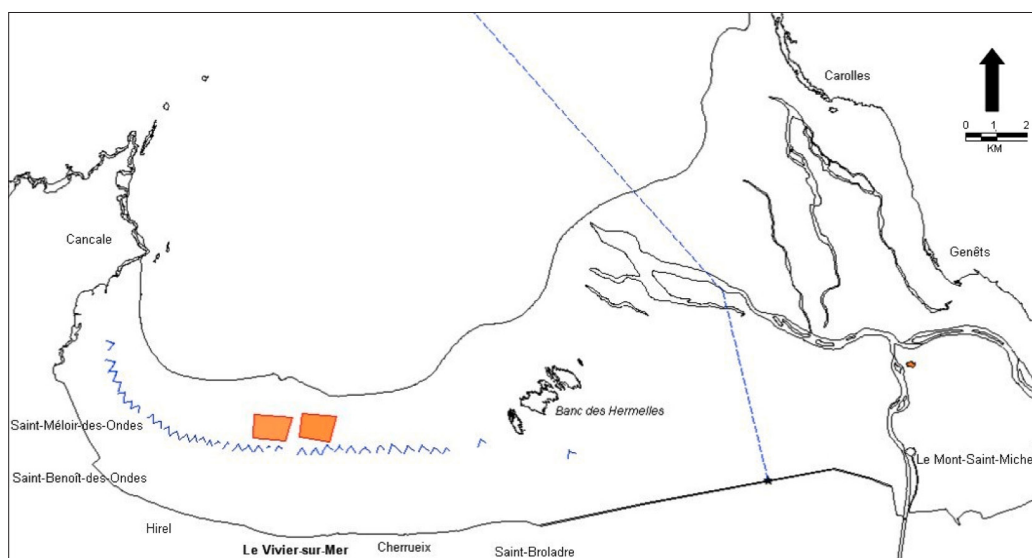 Carolles
0 1 2
KM
Cancale
Genêts
Banc des Hermelles
Saint-Méloir-des-Ondes
Le Mont-Saint-Miche
Saint-Benoît-des-Ondes
Hirel
Le Vivier-sur-Mer
Cherrueix
Saint-Broladre